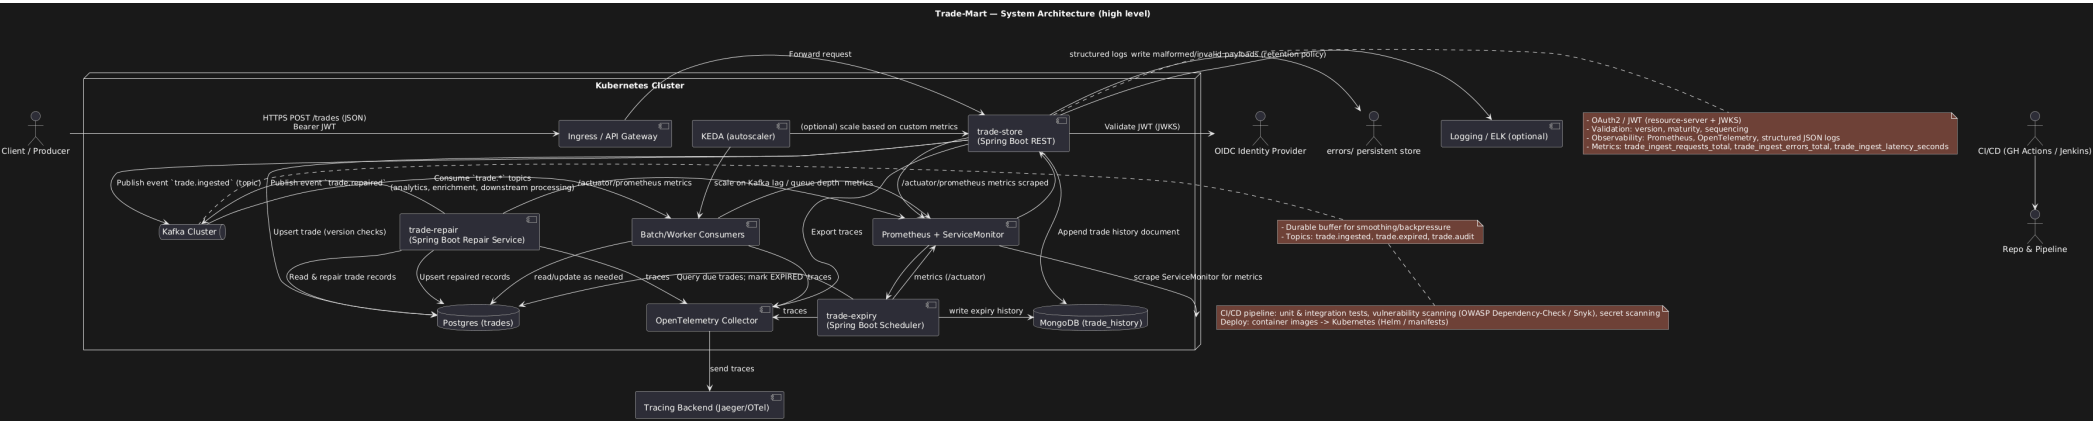 Trade-Mart — System Architecture (high level)
Forward request
structured logs
write malformed/invalid payloads (retention policy)
Kubernetes Cluster
HTTPS POST /trades (JSON)
Bearer JWT
Client / Producer
Ingress / API Gateway
KEDA (autoscaler)
(optional) scale based on custom metrics
trade-store
(Spring Boot REST)
Validate JWT (JWKS)
OIDC Identity Provider
errors/ persistent store
Logging / ELK (optional)
- OAuth2 / JWT (resource-server + JWKS)
- Validation: version, maturity, sequencing
- Observability: Prometheus, OpenTelemetry, structured JSON logs
- Metrics: trade_ingest_requests_total, trade_ingest_errors_total, trade_ingest_latency_seconds
CI/CD (GH Actions / Jenkins)
Publish event `trade.ingested` (topic)
Publish event `trade.repaired`
Consume `trade.*` topics
(analytics, enrichment, downstream processing)
/actuator/prometheus metrics
scale on Kafka lag / queue depth
metrics
/actuator/prometheus metrics scraped
Kafka Cluster
trade-repair
(Spring Boot Repair Service)
Upsert trade (version checks)
Batch/Worker Consumers
Export traces
Prometheus + ServiceMonitor
Append trade history document
- Durable buffer for smoothing/backpressure
- Topics: trade.ingested, trade.expired, trade.audit
Repo & Pipeline
Read & repair trade records
Upsert repaired records
read/update as needed
traces
Query due trades; mark EXPIRED
traces
metrics (/actuator)
scrape ServiceMonitor for metrics
Postgres (trades)
OpenTelemetry Collector
traces
trade-expiry
(Spring Boot Scheduler)
write expiry history
MongoDB (trade_history)
CI/CD pipeline: unit & integration tests, vulnerability scanning (OWASP Dependency-Check / Snyk), secret scanning
Deploy: container images -> Kubernetes (Helm / manifests)
send traces
Tracing Backend (Jaeger/OTel)